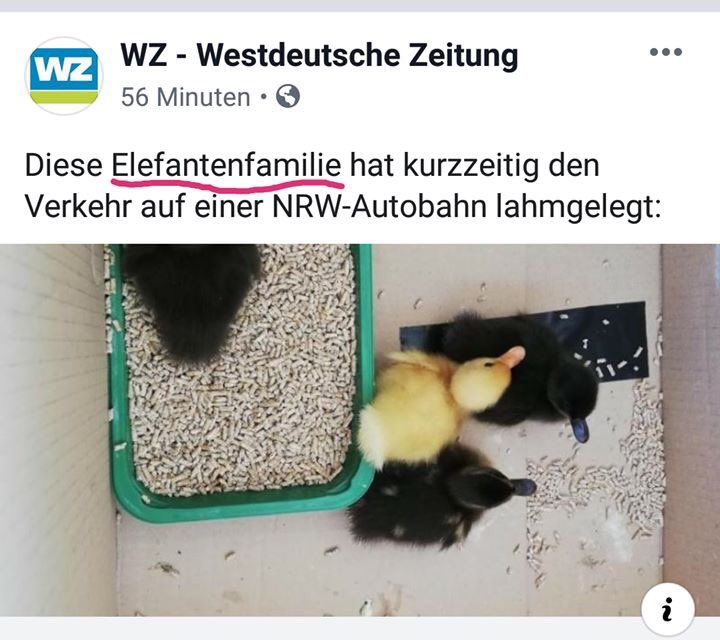 WZ
WZ - Westdeutsche Zeitung
56 Minuten •
Diese Elefantenfamilie hat kurzzeitig den
Verkehr auf einer NRW-Autobahn lahmgelegt:
i